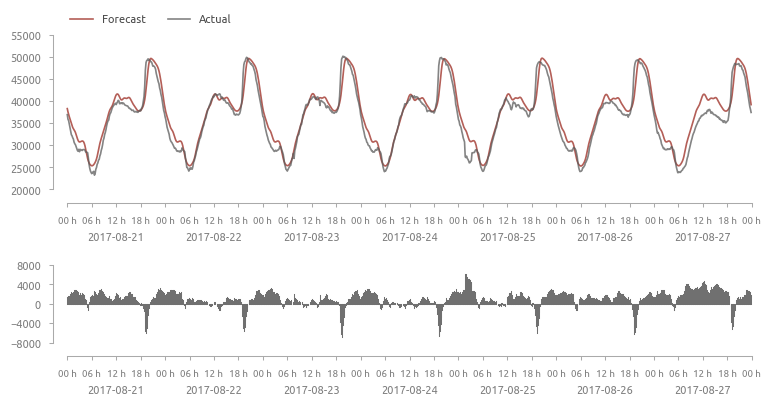 Forecast Actual
55000
50000
45000
40000
35000
30000
25000
20000
00 h 06 h 12 h 18 h 00 h 06 h 12 h 18 h 00 h 06 h 12 h 18 h 00 h 06 h 12 h 18 h 00 h 06 h 12 h 18 h 00 h 06 h 12 h 18 h 00 h 06 h 12 h 18 h 00 h
2017-08-21 2017-08-22 2017-08-23 2017-08-24 2017-08-25 2017-08-26 2017-08-27
8000
4000
0
−4000
−8000
00 h 06 h 12 h 18 h 00 h 06 h 12 h 18 h 00 h 06 h 12 h 18 h 00 h 06 h 12 h 18 h 00 h 06 h 12 h 18 h 00 h 06 h 12 h 18 h 00 h 06 h 12 h 18 h 00 h
2017-08-21 2017-08-22 2017-08-23 2017-08-24 2017-08-25 2017-08-26 2017-08-27